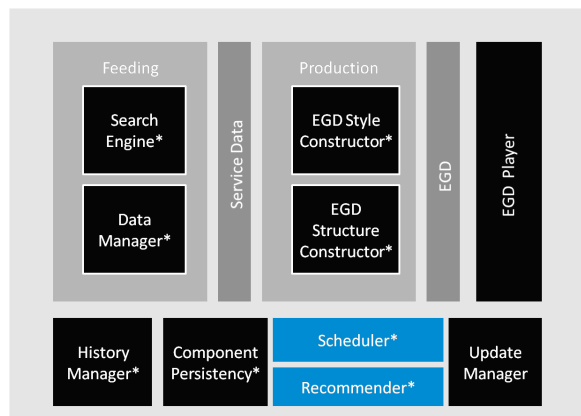 Feeding
Search
Engine*
Data
Manager*
Service Data
Production
EGD Style
Constructor*
EGD
Structure
Constructor*
EGD
EGD Player
History
Manager*
Component
Persistency*
Scheduler*
Recommender*
Update
Manager